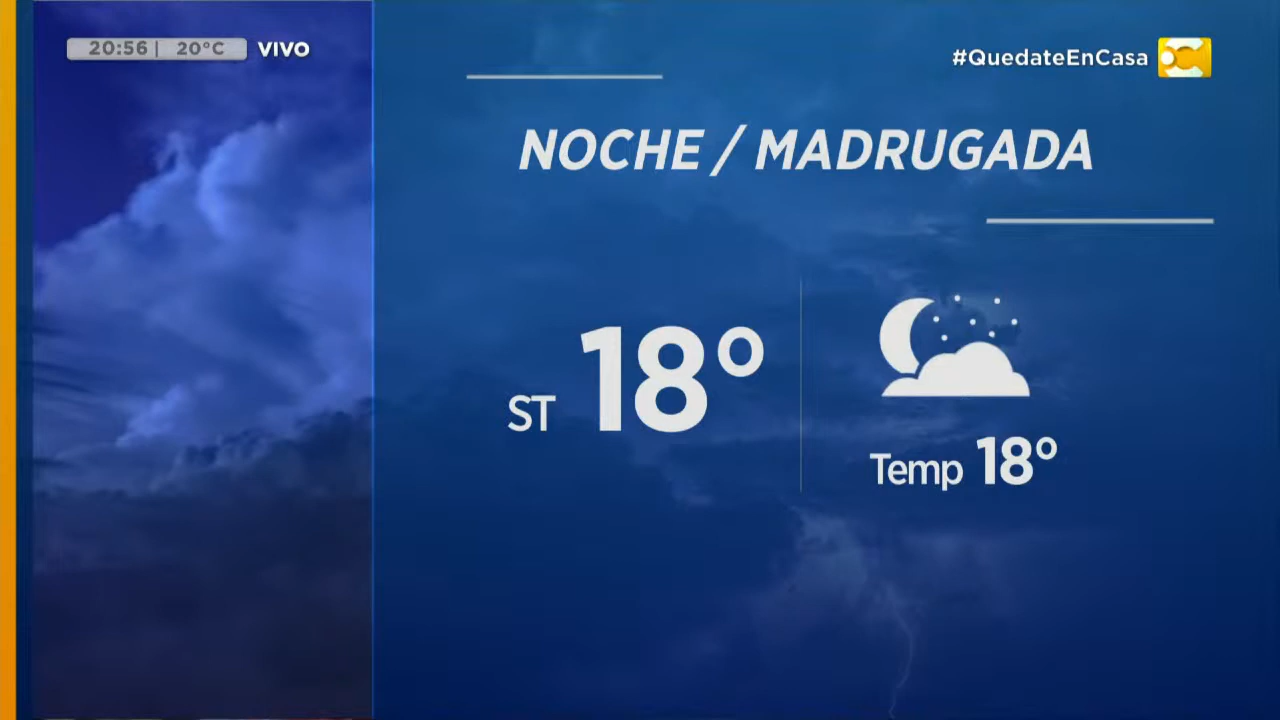 20:56 | 20°C VIVO
#QuedateEnCasa
NOCHE / MADRUGADA
ST 18°
Temp 18°